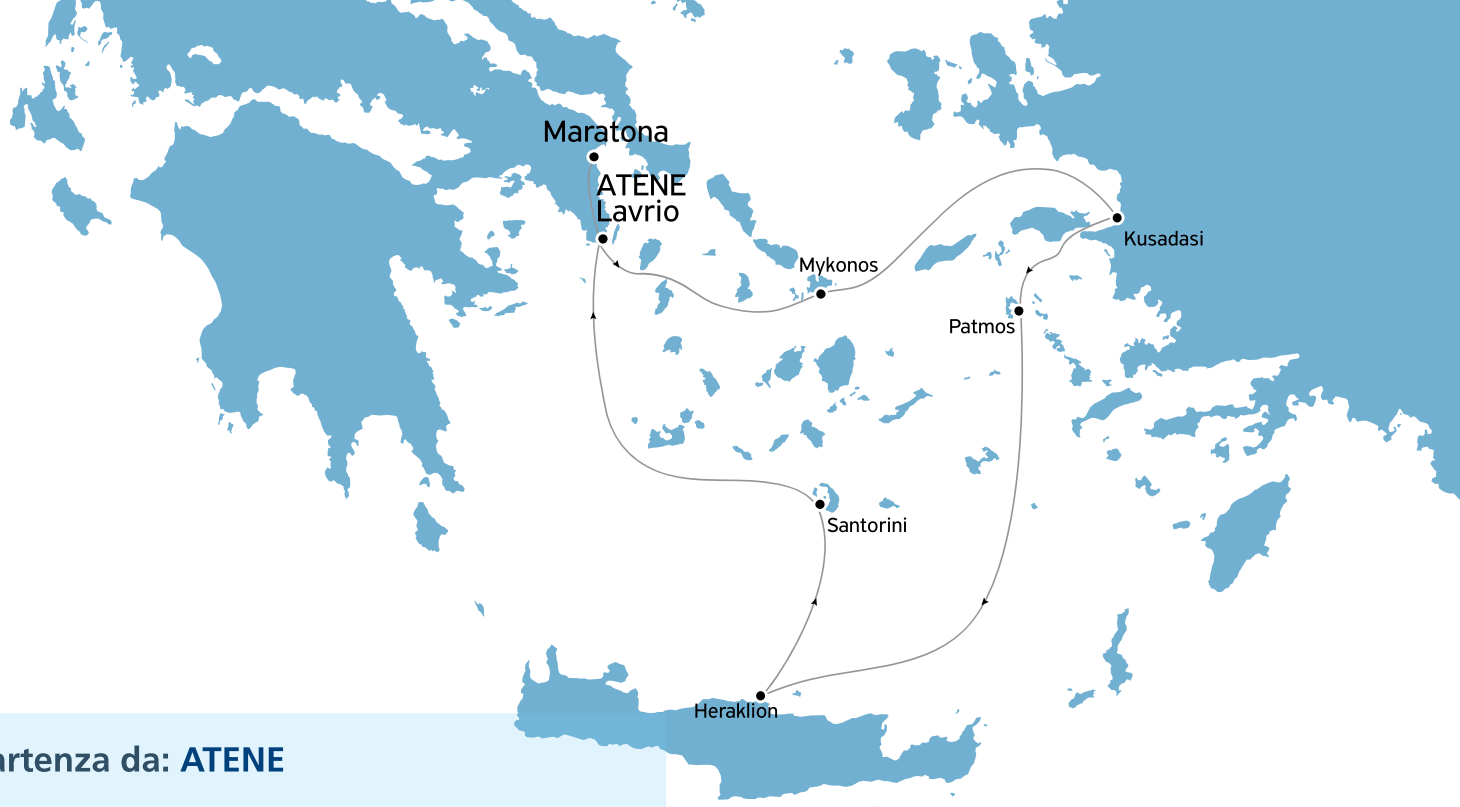 Maratona
ATENE
Lavrio
Kusadasi
Mykonos
Patmos
Santorini
Heraklion
artenza da: ATENE